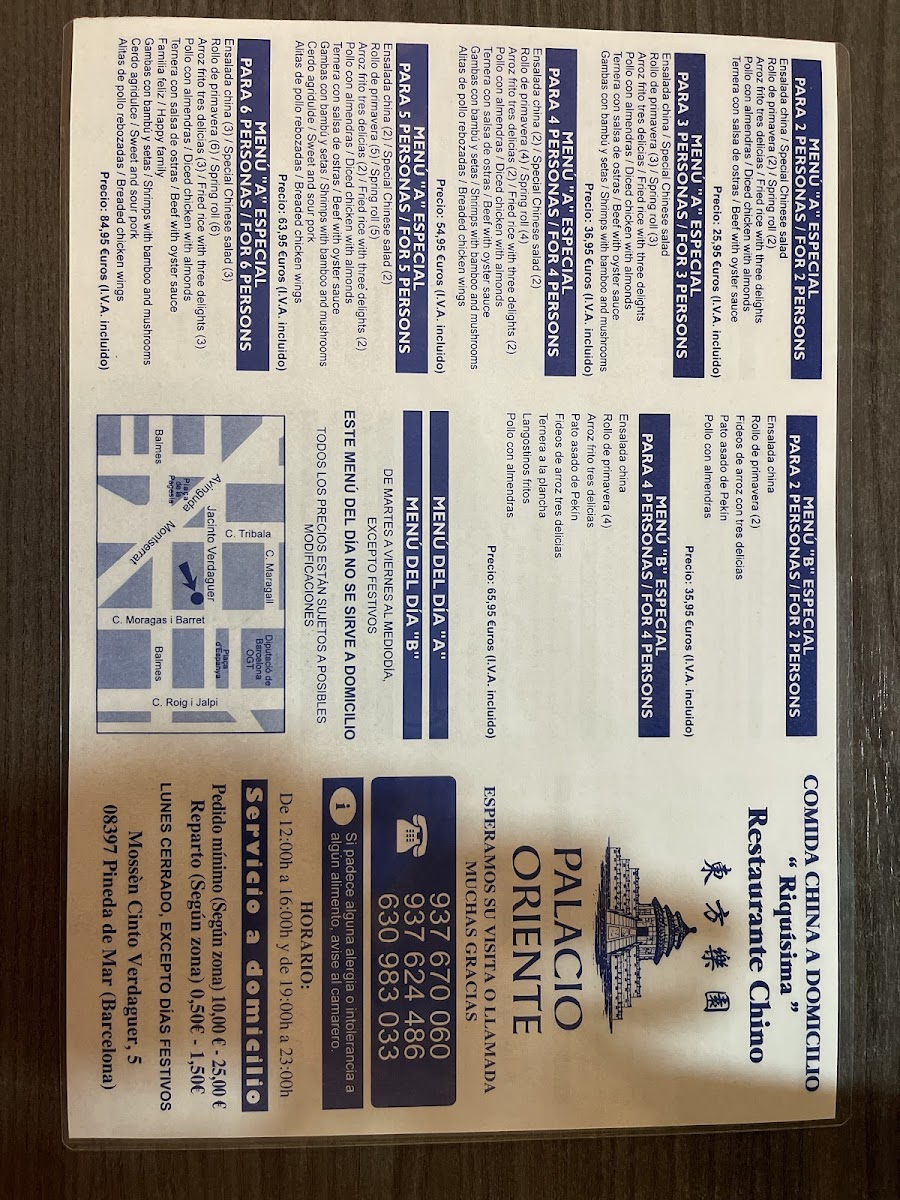 MENÚ "A" ESPECIAL
PARA 2 PERSONAS / FOR 2 PERSONS
Ensalada china / Special Chinese salad
Rollo de primavera (2) / Spring roll (2)
Arroz frito tres delicias / Fried rice with three delights
Pollo con almendras / Diced chicken with almonds
Ternera con salsa de ostras / Beef with oyster sauce
Precio: 25,95 €uros (I.V.A. incluido)
MENÚ "A" ESPECIAL
PARA 3 PERSONAS / FOR 3 PERSONS
Ensalada china / Special Chinese salad
Rollo de primavera (3) / Spring roll (3)
Arroz frito tres delicias / Fried rice with three delights
Pollo con almendras / Diced chicken with almonds
Ternera con salsa de ostras / Beef with oyster sauce
Gambas con bambú y setas / Shrimps with bamboo and mushrooms
Precio: 36,95 €uros (I.V.A. incluido)
MENÚ "A" ESPECIAL
PARA 4 PERSONAS / FOR 4 PERSONS
Ensalada china (2) / Special Chinese salad (2)
Rollo de primavera (4) / Spring roll (4)
Arroz frito tres delicias (2) / Fried rice with three delights (2)
Pollo con almendras / Diced chicken with almonds
Ternera con salsa de ostras / Beef with oyster sauce
Gambas con bambú y setas / Shrimps with bamboo and mushrooms
Alitas de pollo rebozadas / Breaded chicken wings
Precio: 54,95 €uros (I.V.A. incluido)
MENÚ "A" ESPECIAL
PARA 5 PERSONAS / FOR 5 PERSONS
Ensalada china (2) / Special Chinese salad (2)
Rollo de primavera (5) / Spring roll (5)
Arroz frito tres delicias (2) / Fried rice with three delights (2)
Pollo con almendras / Diced chicken with almonds
Ternera con salsa de ostras / Beef with oyster sauce
Gambas con bambú y setas / Shrimps with bamboo and mushrooms
Cerdo agridulce / Sweet and sour pork
Alitas de pollo rebozadas / Breaded chicken wings
Precio: 63,95 €uros (I.V.A. incluido)
MENÚ "A" ESPECIAL
PARA 6 PERSONAS / FOR 6 PERSONS
Ensalada china (3) / Special Chinese salad (3)
Rollo de primavera (6) / Spring roll (6)
Arroz frito tres delicias (3) / Fried rice with three delights (3)
Pollo con almendras / Diced chicken with almonds
Ternera con salsa de ostras / Beef with oyster sauce
Familia feliz / Happy family
Gambas con bambú y setas / Shrimps with bamboo and mushrooms
Cerdo agridulce / Sweet and sour pork
Alitas de pollo rebozadas / Breaded chicken wings
Precio: 84,95 €uros (I.V.A. incluido)
MENÚ "B" ESPECIAL
PARA 2 PERSONAS / FOR 2 PERSONS
Ensalada china
Rollo de primavera (2)
Fideos de arroz con tres delicias
Pato asado de Pekín
Pollo con almendras
Precio: 35,95 €uros (I.V.A. incluido)
MENÚ "B" ESPECIAL
PARA 4 PERSONAS / FOR 4 PERSONS
Ensalada china
Rollo de primavera (4)
Arroz frito tres delicias
Pato asado de Pekín
Fideos de arroz tres delicias
Ternera a la plancha
Langostinos fritos
Pollo con almendras
Precio: 65,95 €uros (I.V.A. incluido)
MENÚ DEL DÍA "A"
MENÚ DEL DÍA "B"
DE MARTES A VIERNES AL MEDIODÍA,
EXCEPTO FESTIVOS
ESTE MENÚ DEL DÍA NO SE SIRVE A DOMICILIO
TODOS LOS PRECIOS ESTÁN SUJETOS A POSIBLES
MODIFICACIONES
C. Maragall
Diputació de
Barcelona
OGT
C. Tribala
Avinguda
Jacinto Verdaguer
Plaça
d'Espanya
Plaça
de la
Pagesia
Montserrat
C. Moragas i Barret
C. Roig i Jalpi
Balmes
Balmes
COMIDA CHINA A DOMICILIO
“ Riquísima ”
Restaurante Chino
東方樂園
PALACIO
ORIENTE
ESPERAMOS SU VISITA O LLAMADA
MUCHAS GRACIAS
937 670 060
937 624 486
630 983 033
i Si padece alguna alergia o intolerancia a
algún alimento, avise al camarero.
HORARIO:
De 12:00h a 16:00h y de 19:00h a 23:00h
Servicio a domicilio
Pedido mínimo (Según zona) 10,00 € - 25,00 €
Reparto (Según zona) 0,50€ - 1,50€
LUNES CERRADO, EXCEPTO DÍAS FESTIVOS
Mossèn Cinto Verdaguer, 5
08397 Pineda de Mar (Barcelona)